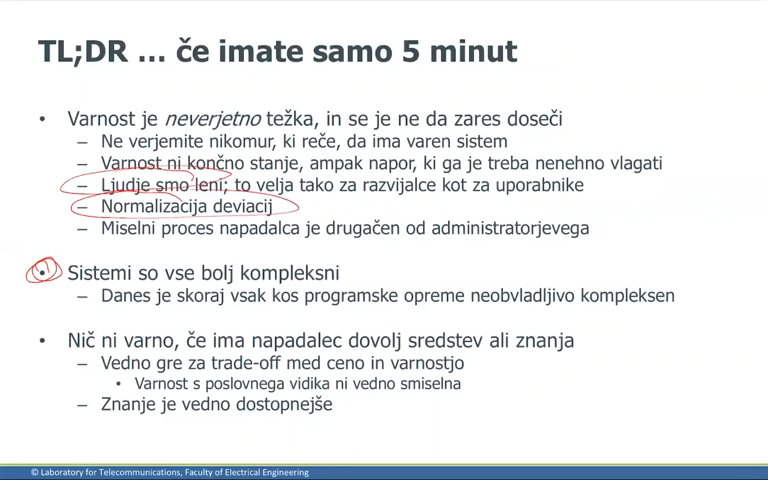 TL;DR … če imate samo 5 minut
• Varnost je neverjetno težka, in se je ne da zares doseči
– Ne verjemite nikomur, ki reče, da ima varen sistem
– Varnost ni končno stanje, ampak napor, ki ga je treba nenehno vlagati
– Ljudje smo leni; to velja tako za razvijalce kot za uporabnike
– Normalizacija deviacij
– Miselni proces napadalca je drugačen od administratorjevega
• Sistemi so vse bolj kompleksni
– Danes je skoraj vsak kos programske opreme neobvladljivo kompleksen
• Nič ni varno, če ima napadalec dovolj sredstev ali znanja
– Vedno gre za trade-off med ceno in varnostjo
• Varnost s poslovnega vidika ni vedno smiselna
– Znanje je vedno dostopnejše
© Laboratory for Telecommunications, Faculty of Electrical Engineering